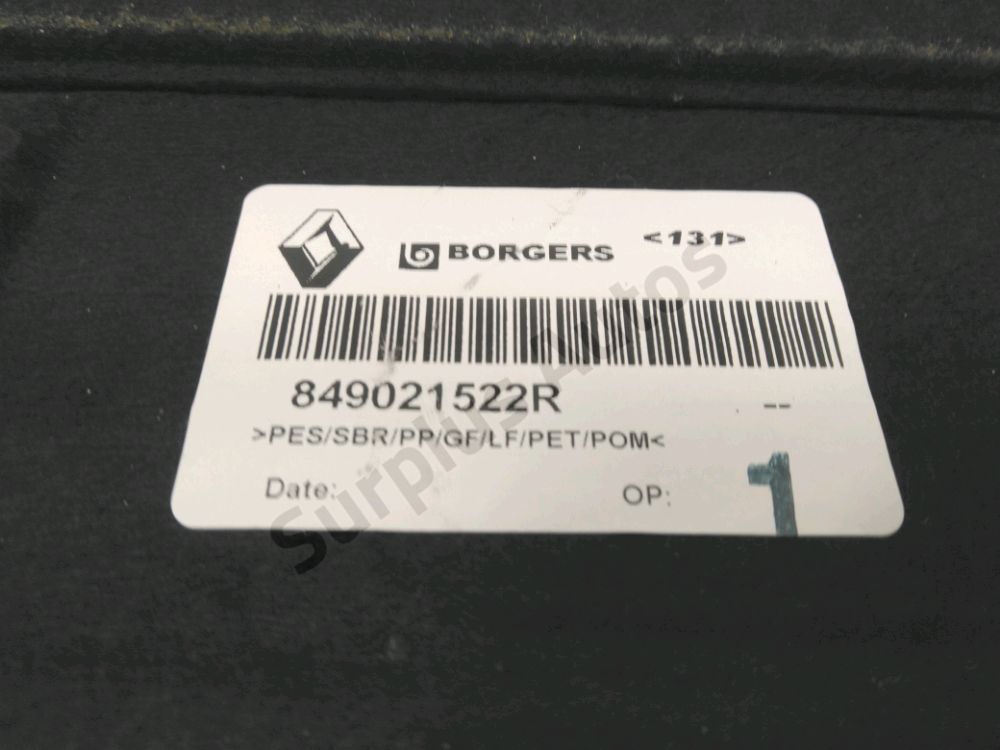 BORGERS <131>
849021522R --
>PES/SBR/PP/GF/LF/PET/POM<
Date: OP: 1
Surplus Autos